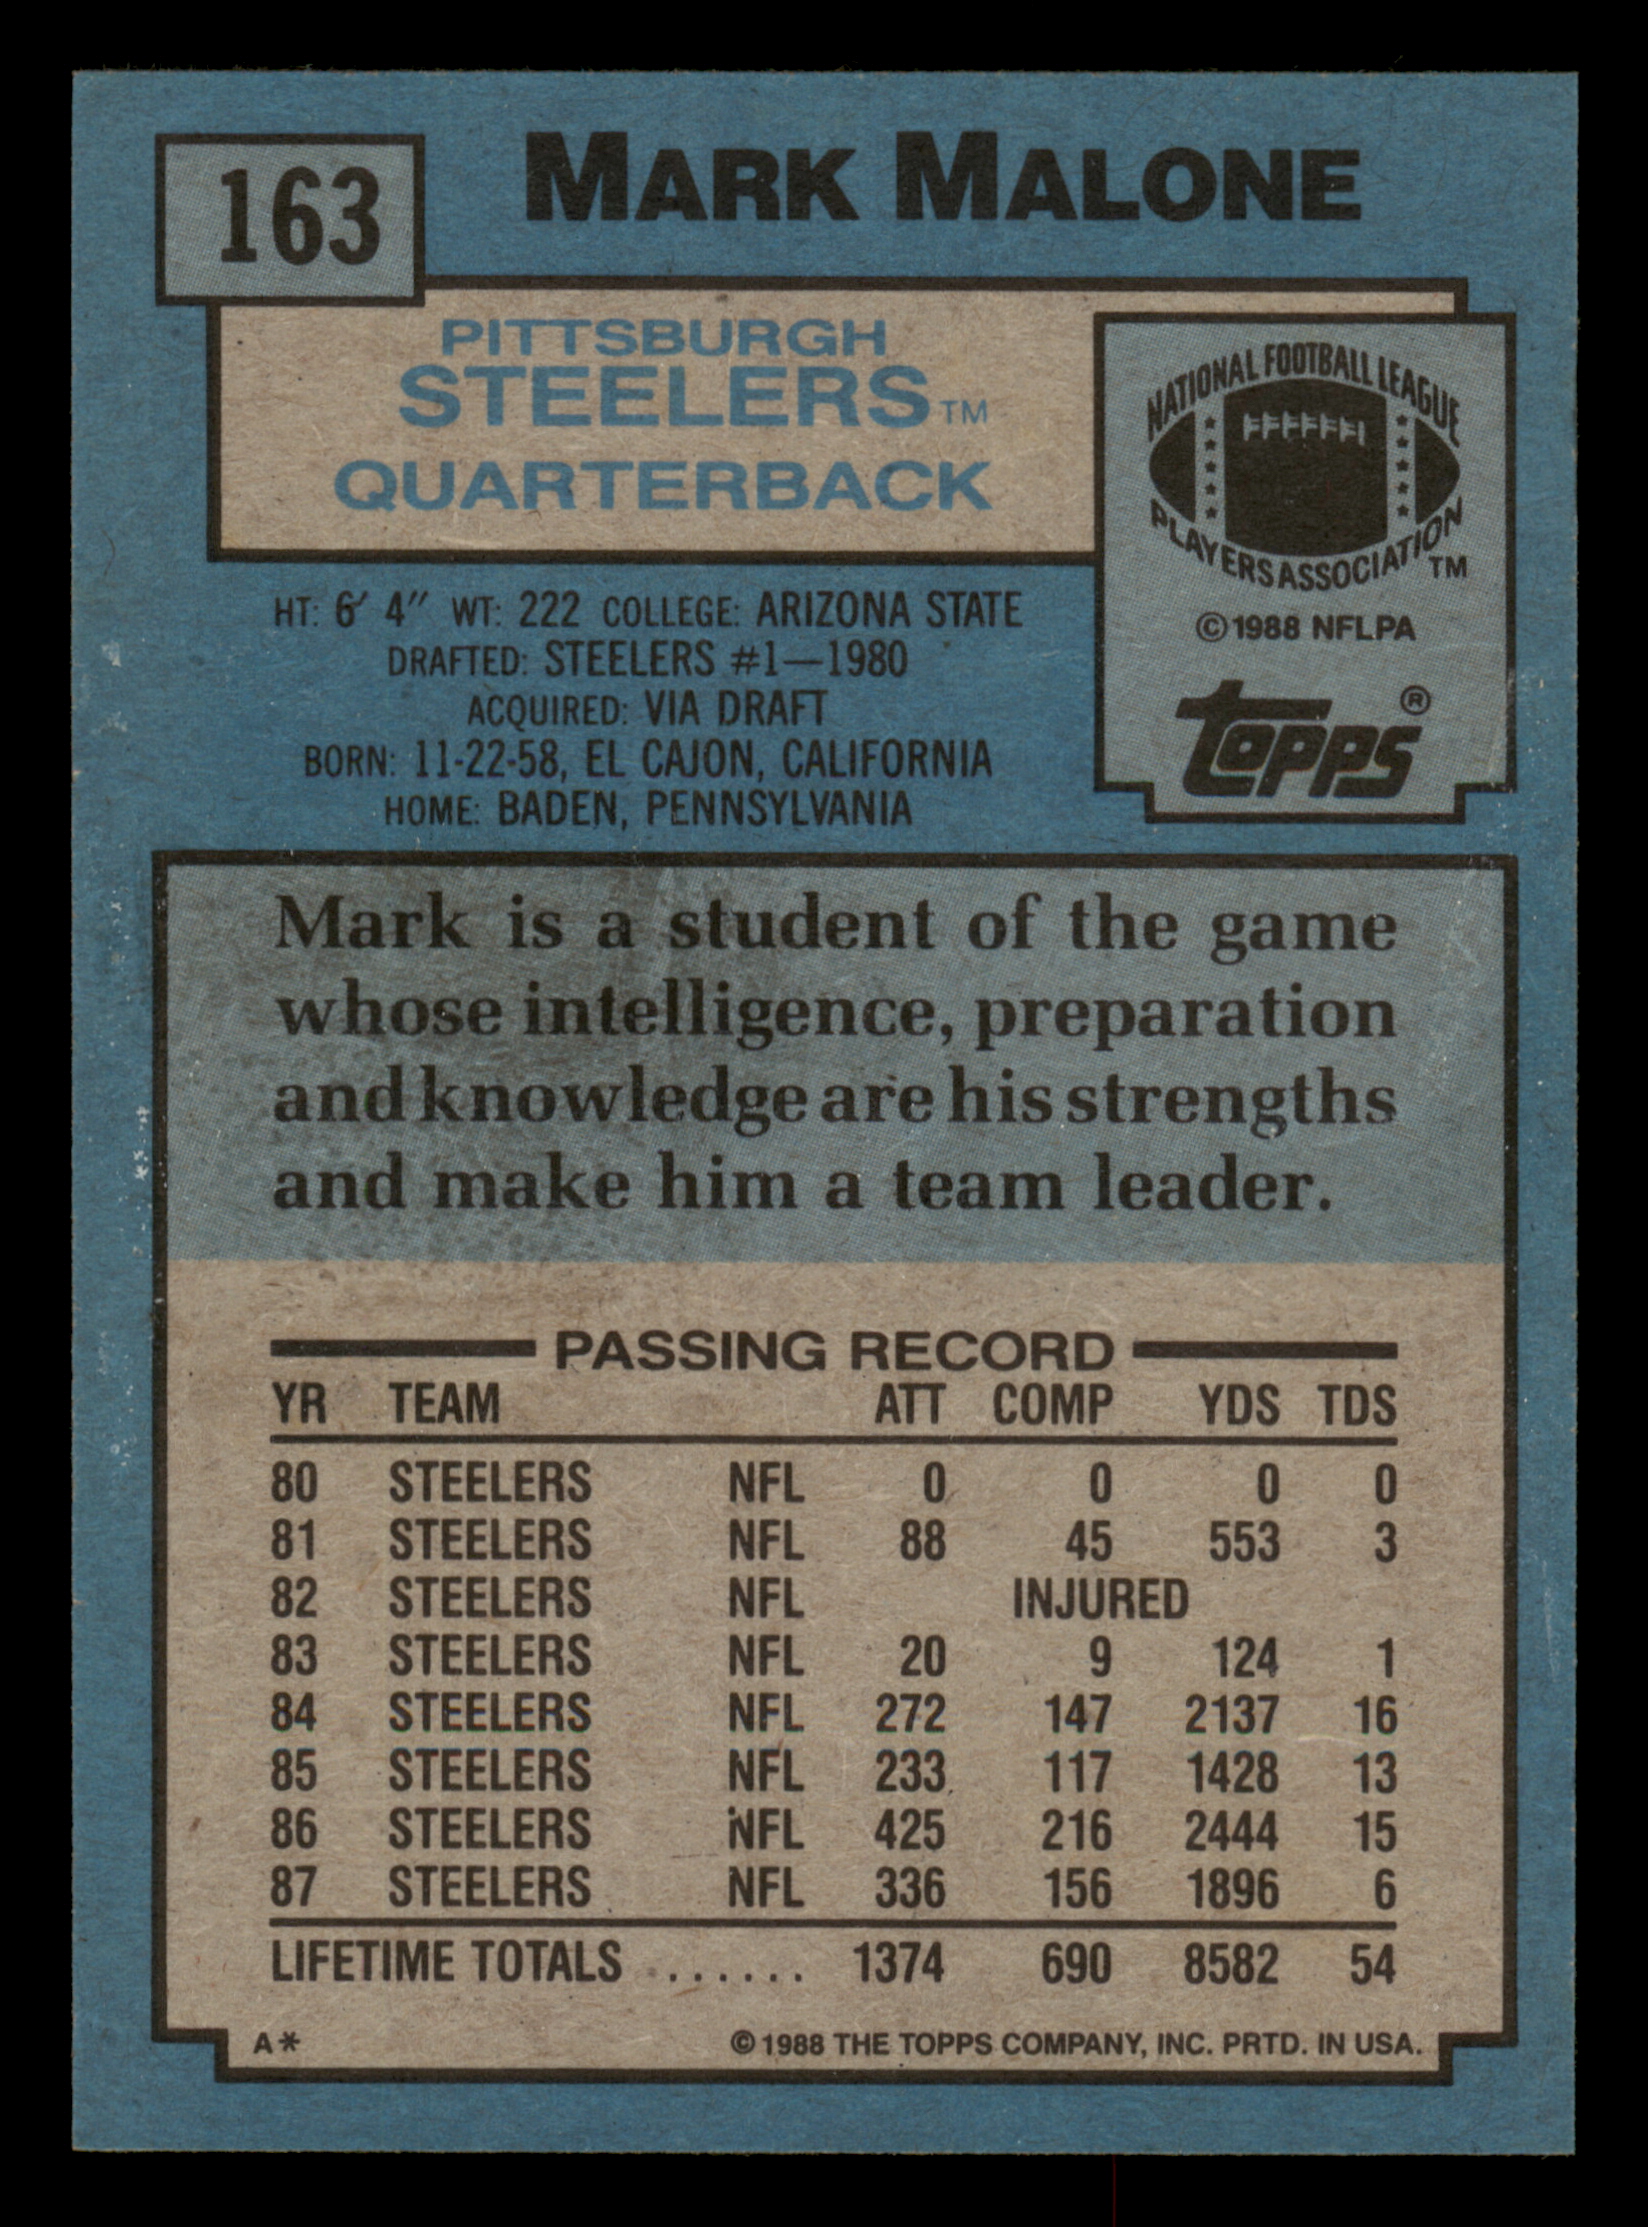 163
MARK MALONE
PITTSBURGH
STEELERS™
QUARTERBACK
NATIONAL FOOTBALL LEAGUE
PLAYERS ASSOCIATION™
©1988 NFLPA
Topps®
HT: 6' 4" WT: 222 COLLEGE: ARIZONA STATE
DRAFTED: STEELERS #1—1980
ACQUIRED: VIA DRAFT
BORN: 11-22-58, EL CAJON, CALIFORNIA
HOME: BADEN, PENNSYLVANIA
Mark is a student of the game
whose intelligence, preparation
and knowledge are his strengths
and make him a team leader.
PASSING RECORD
YR TEAM ATT COMP YDS TDS
80 STEELERS NFL 0 0 0 0
81 STEELERS NFL 88 45 553 3
82 STEELERS NFL INJURED
83 STEELERS NFL 20 9 124 1
84 STEELERS NFL 272 147 2137 16
85 STEELERS NFL 233 117 1428 13
86 STEELERS NFL 425 216 2444 15
87 STEELERS NFL 336 156 1896 6
LIFETIME TOTALS ...... 1374 690 8582 54
A* ©1988 THE TOPPS COMPANY, INC. PRTD. IN USA.